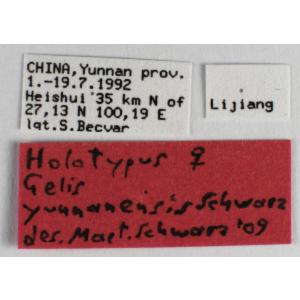 CHINA,Yunnan prov.
1.-19.7.1992
Heishui 35 km N of
27,13 N 100,19 E
lgt.S.Becvar
Lijiang
Holotypus ♀
Gelis
yunnanensis Schwarz
des. Mart. Schwarz '09